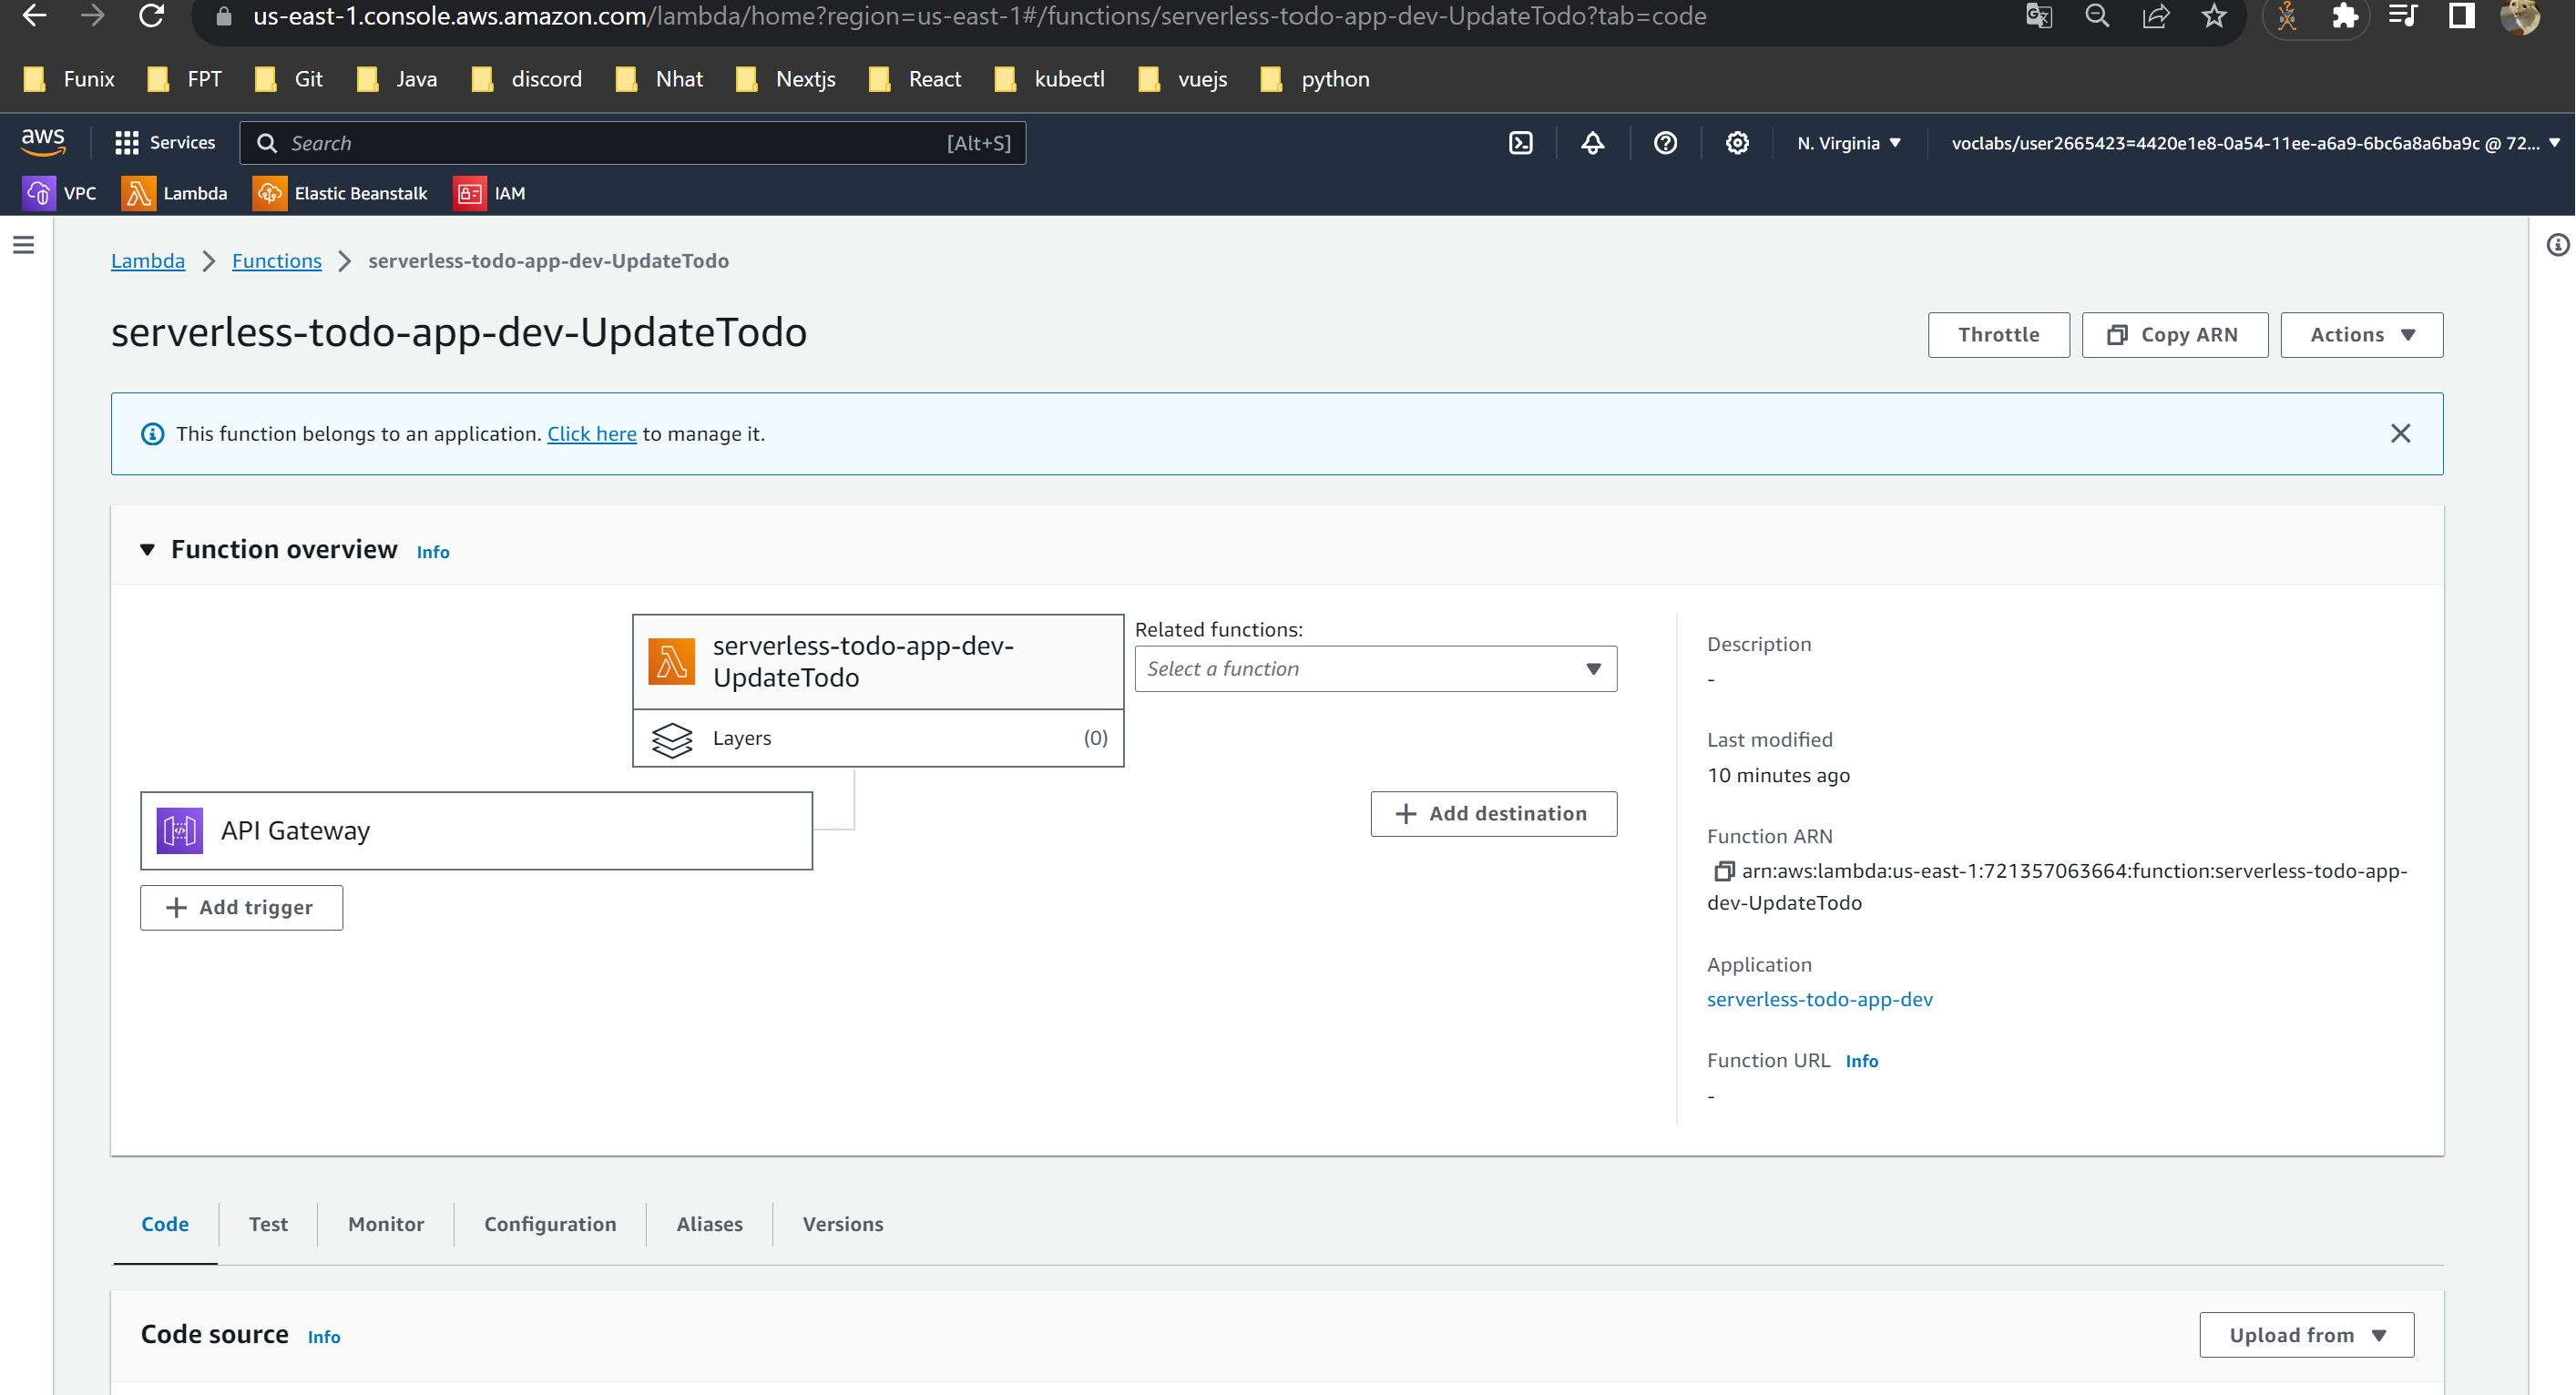 us-east-1.console.aws.amazon.com/lambda/home?region=us-east-1#/functions/serverless-todo-app-dev-UpdateTodo?tab=code
Funix FPT Git Java discord Nhat Nextjs React kubectl vuejs python
aws Services Search [Alt+S] N. Virginia voclabs/user2665423=4420e1e8-0a54-11ee-a6a9-6bc6a8a6ba9c @ 72...
VPC Lambda Elastic Beanstalk IAM
Lambda Functions serverless-todo-app-dev-UpdateTodo
serverless-todo-app-dev-UpdateTodo Throttle Copy ARN Actions
This function belongs to an application. Click here to manage it.
Function overview Info
serverless-todo-app-dev-
UpdateTodo
Layers (0)
Related functions:
Select a function
API Gateway
Add trigger
Add destination
Description
-
Last modified
10 minutes ago
Function ARN
arn:aws:lambda:us-east-1:721357063664:function:serverless-todo-app-
dev-UpdateTodo
Application
serverless-todo-app-dev
Function URL Info
-
Code Test Monitor Configuration Aliases Versions
Code source Info Upload from